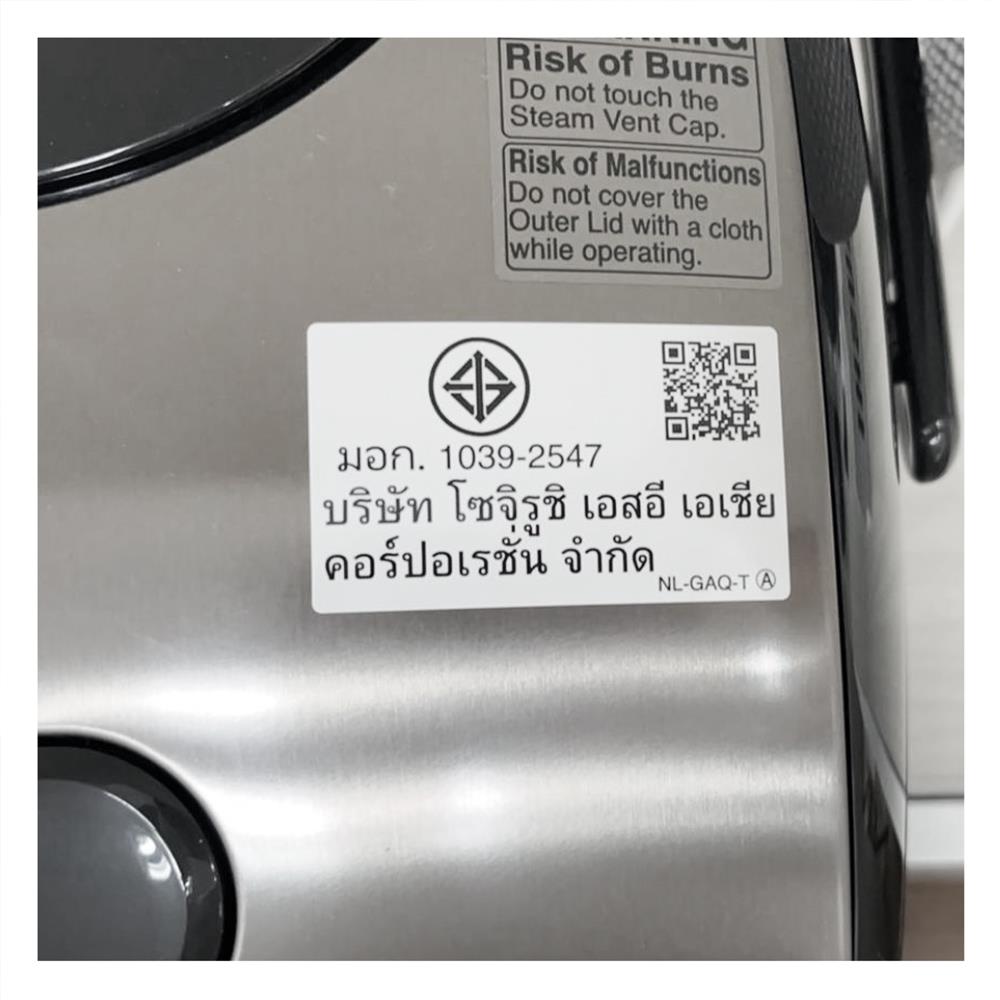 WARNING
Risk of Burns
Do not touch the
Steam Vent Cap.
Risk of Malfunctions
Do not cover the
Outer Lid with a cloth
while operating.
มอก. 1039-2547
บริษัท โซจิรูชิ เอสอี เอเชีย
คอร์ปอเรชั่น จำกัด
NL-GAQ-T Ⓐ